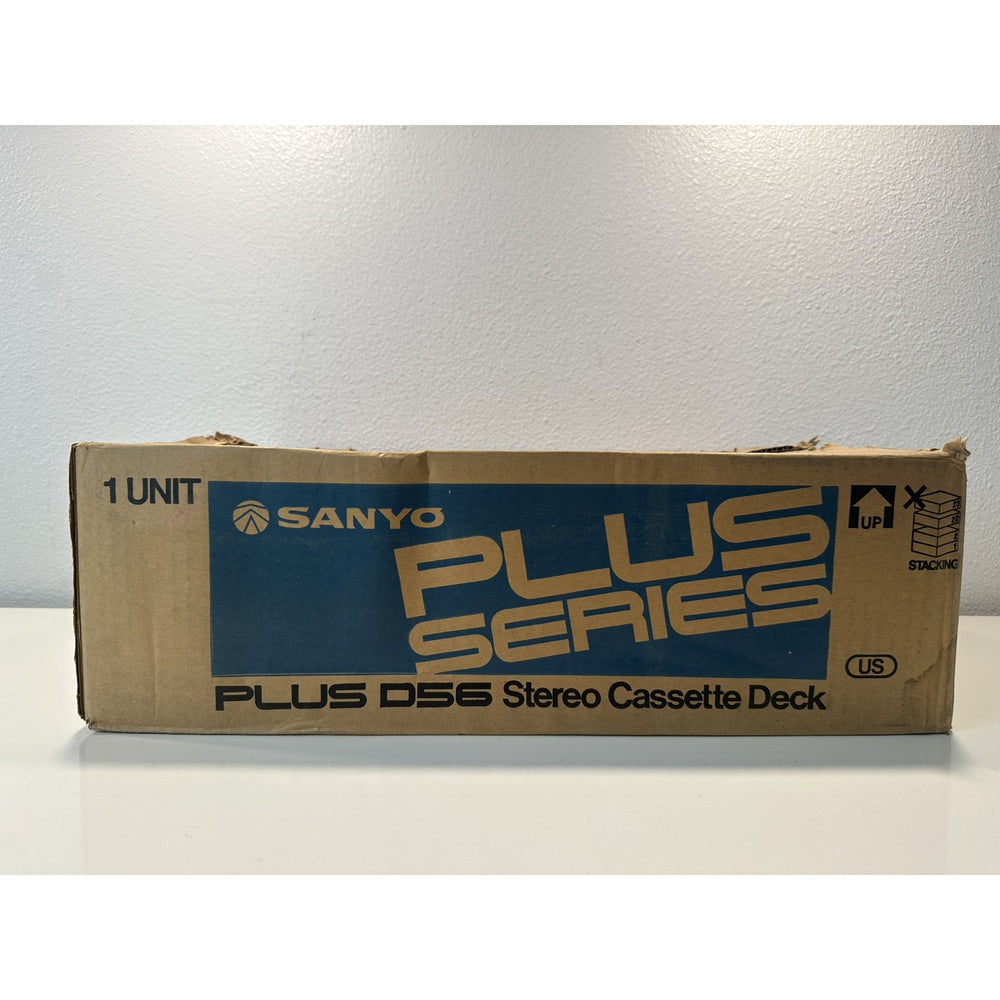 1 UNIT
SANYO
PLUS
SERIES
PLUS D56 Stereo Cassette Deck
UP
STACKING
US